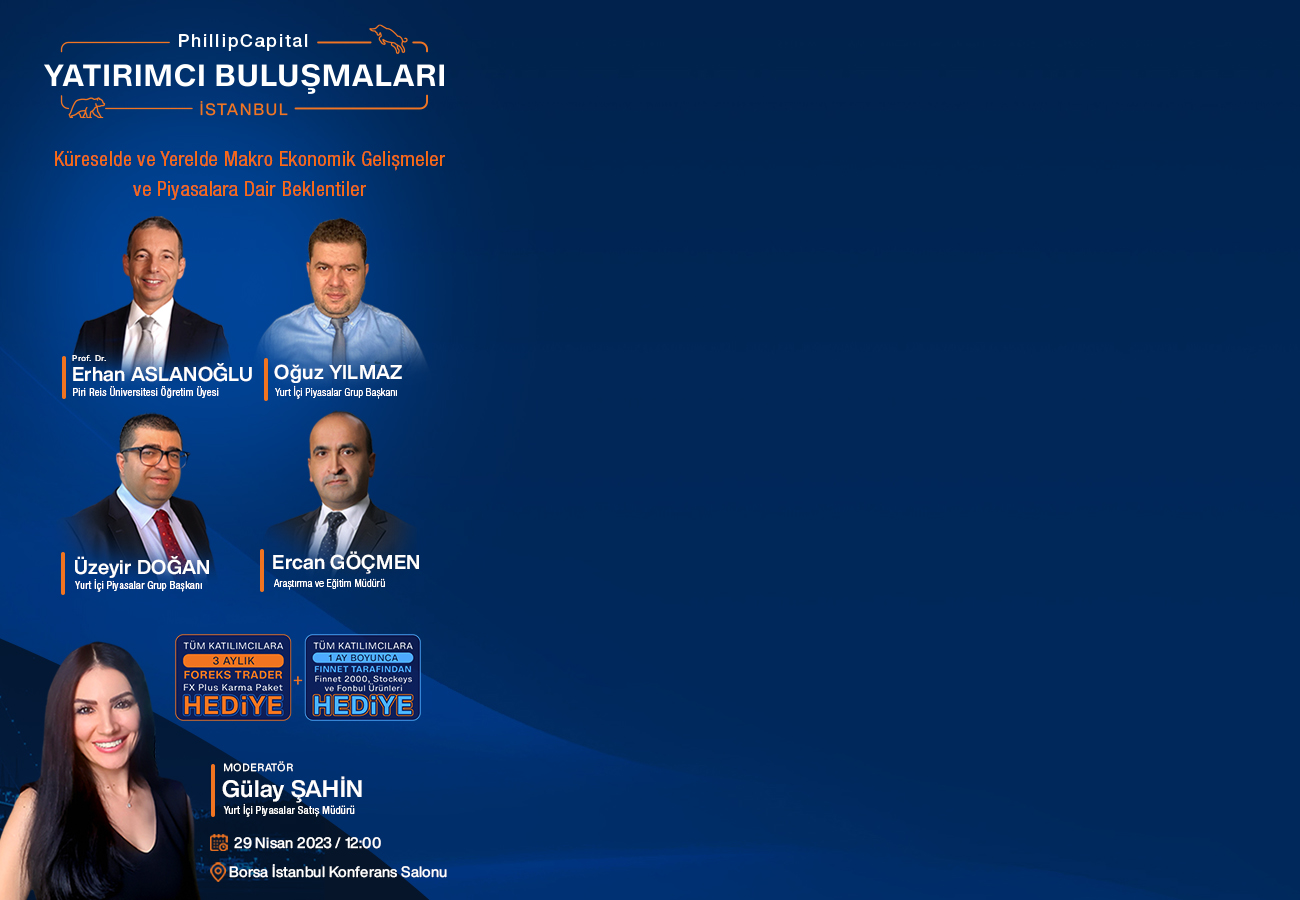 PhillipCapital
YATIRIMCI BULUŞMALARI
İSTANBUL
Küreselde ve Yerelde Makro Ekonomik Gelişmeler
ve Piyasalara Dair Beklentiler
Prof. Dr.
Erhan ASLANOĞLU
Piri Reis Üniversitesi Öğretim Üyesi
Oğuz YILMAZ
Yurt İçi Piyasalar Grup Başkanı
Üzeyir DOĞAN
Yurt İçi Piyasalar Grup Başkanı
Ercan GÖÇMEN
Araştırma ve Eğitim Müdürü
TÜM KATILIMCILARA
3 AYLIK
FOREKS TRADER
FX Plus Karma Paket
HEDİYE
+
TÜM KATILIMCILARA
1 AY BOYUNCA
FINNET TARAFINDAN
Finnet 2000, Stockeys
ve Fonbul Ürünleri
HEDİYE
MODERATÖR
Gülay ŞAHİN
Yurt İçi Piyasalar Satış Müdürü
29 Nisan 2023 / 12:00
Borsa İstanbul Konferans Salonu